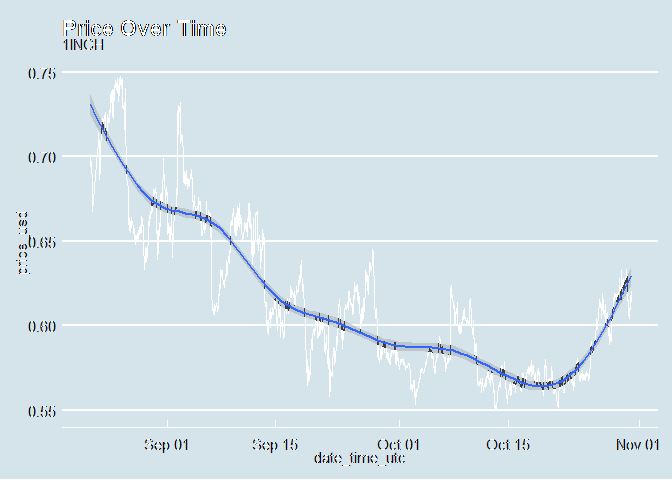 Price Over Time
1INCH
0.75
0.70
0.65
0.60
0.55
price_usd
Sep 01 Sep 15 Oct 01 Oct 15 Nov 01
date_time_utc